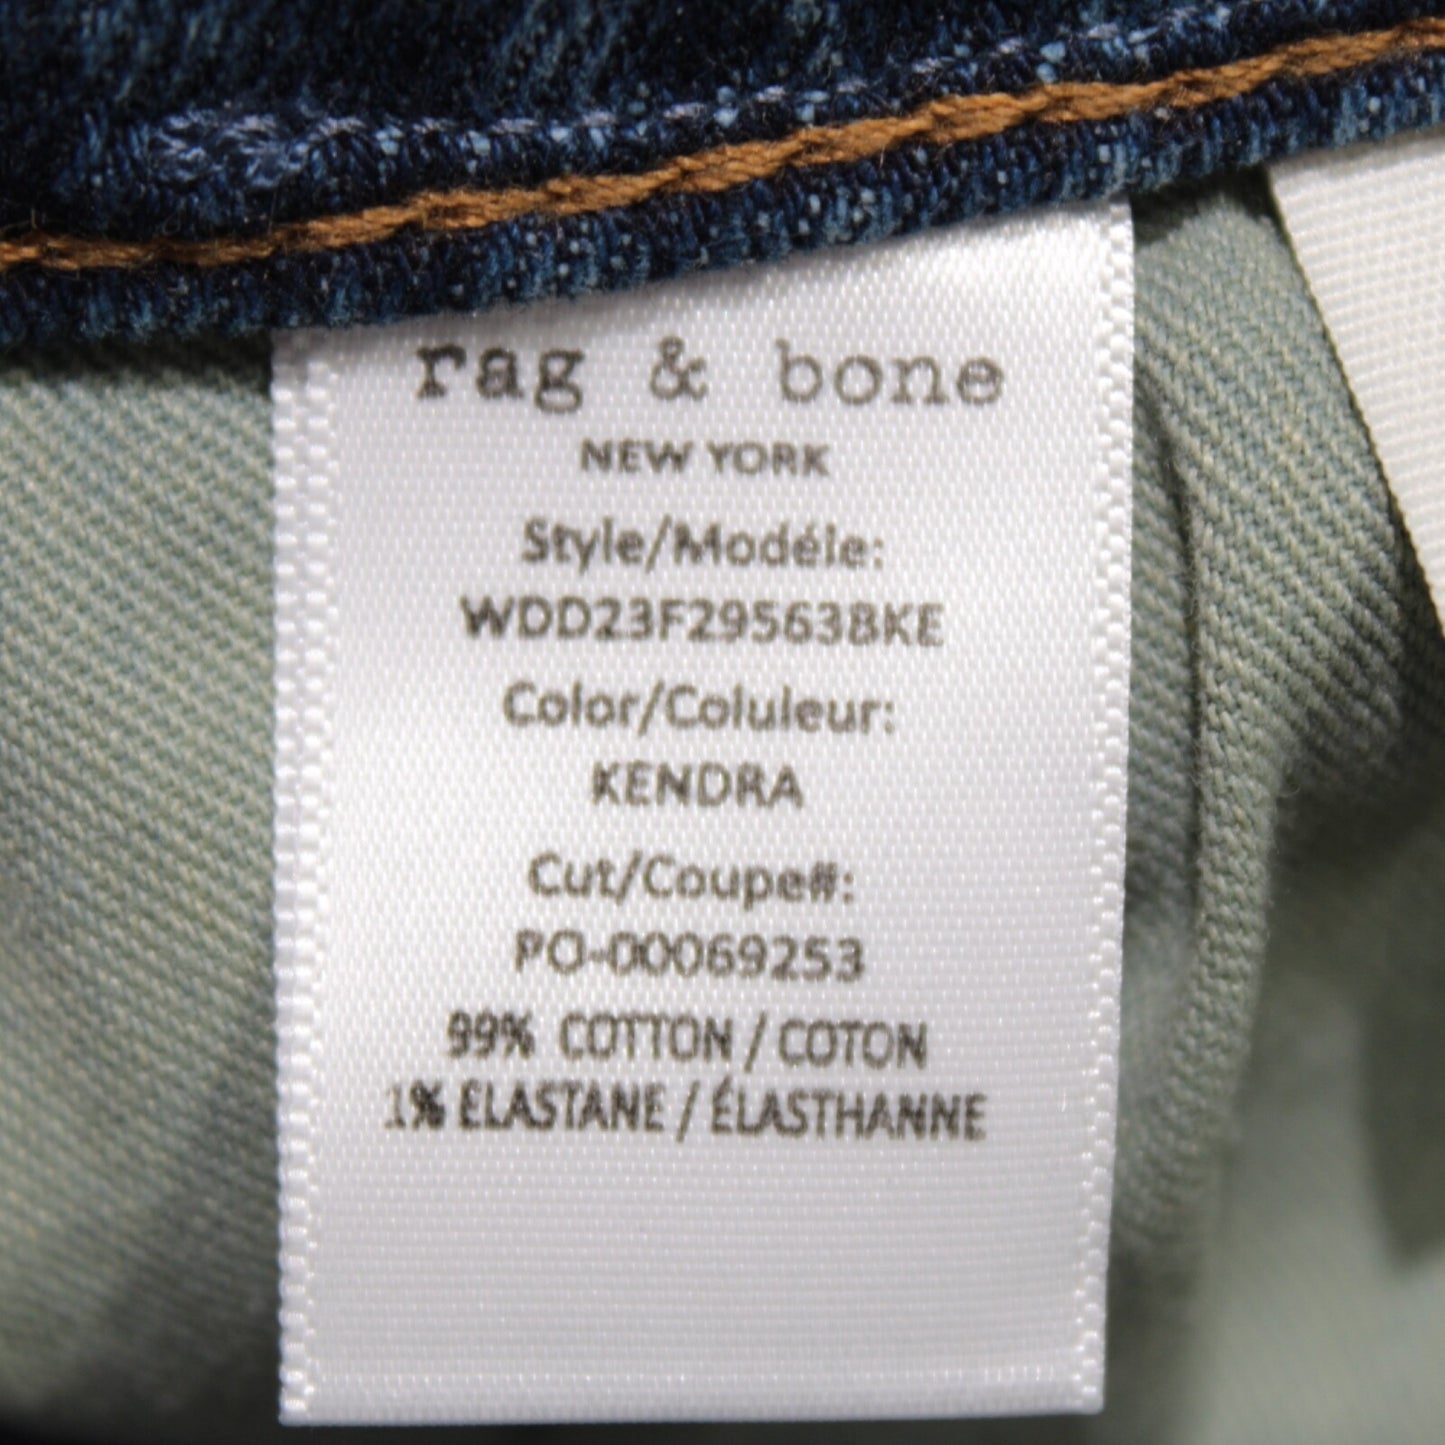 rag & bone
NEW YORK
Style/Modéle:
WDD23F29563BKE
Color/Coluleur:
KENDRA
Cut/Coupe#:
PO-00069253
99% COTTON / COTON
1% ELASTANE / ÉLASTHANNE